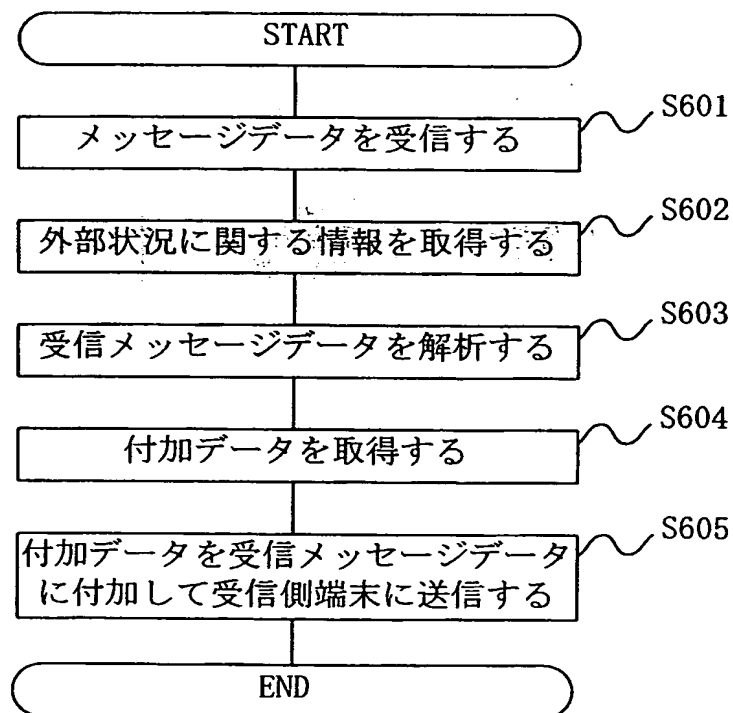 START
メッセージデータを受信する
S601
外部状況に関する情報を取得する
S602
受信メッセージデータを解析する
S603
付加データを取得する
S604
付加データを受信メッセージデータ
に付加して受信側端末に送信する
S605
END